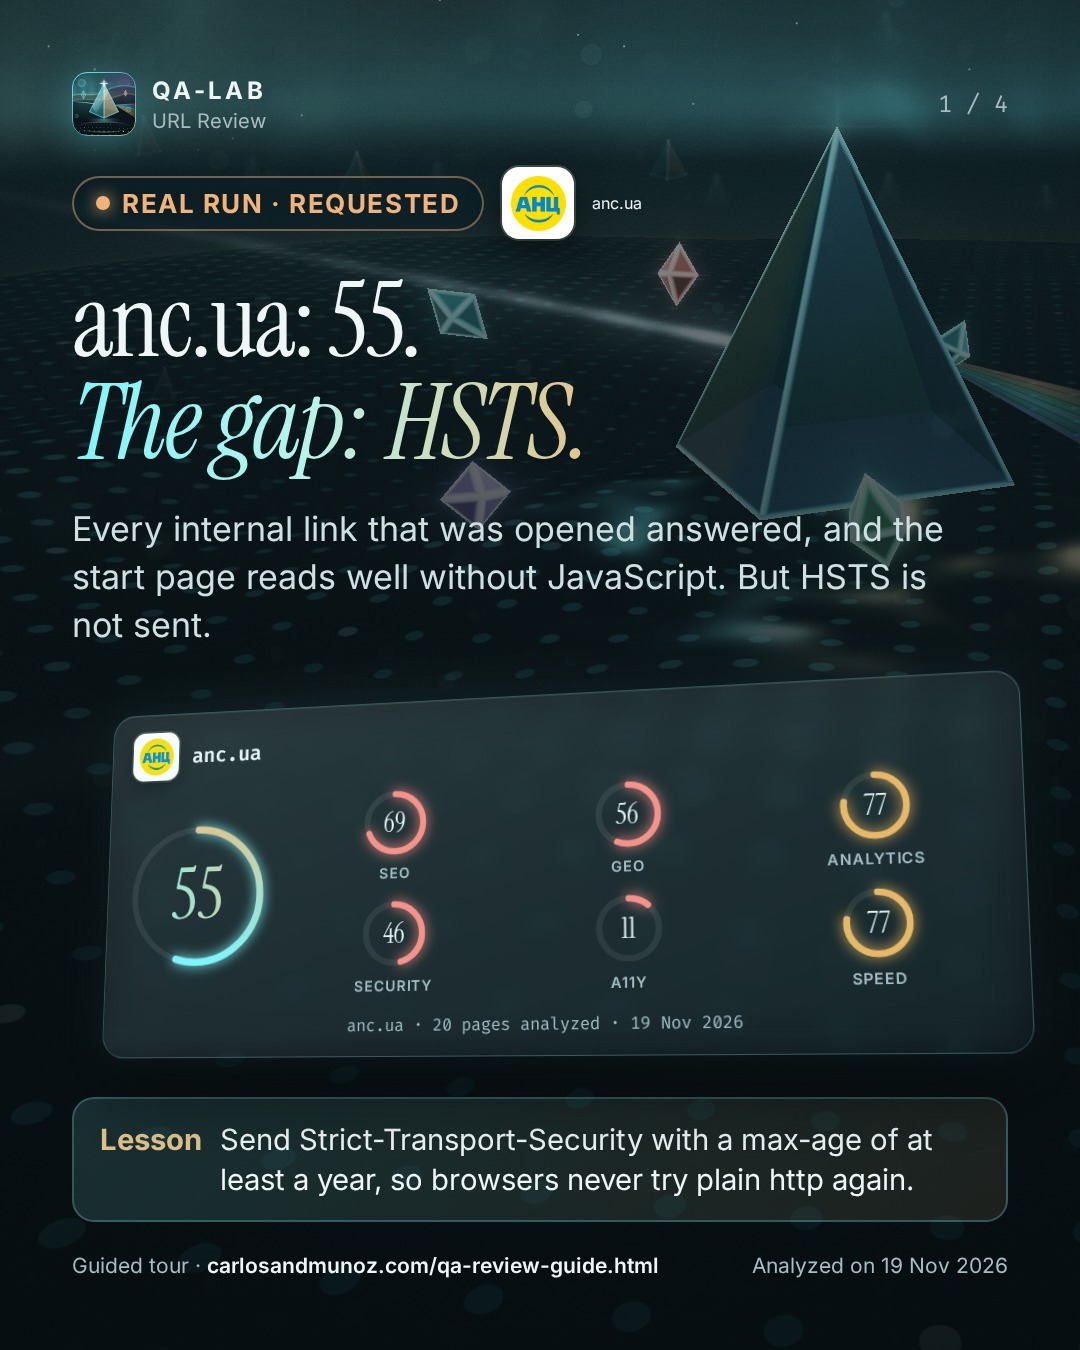 QA-LAB
URL Review
1 / 4
REAL RUN · REQUESTED
АНЦ
anc.ua
anc.ua: 55.
The gap: HSTS.
Every internal link that was opened answered, and the
start page reads well without JavaScript. But HSTS is
not sent.
АНЦ
anc.ua
55
69
SEO
56
GEO
77
ANALYTICS
46
SECURITY
11
A11Y
77
SPEED
anc.ua · 20 pages analyzed · 19 Nov 2026
Lesson Send Strict-Transport-Security with a max-age of at
least a year, so browsers never try plain http again.
Guided tour · carlosandmunoz.com/qa-review-guide.html
Analyzed on 19 Nov 2026